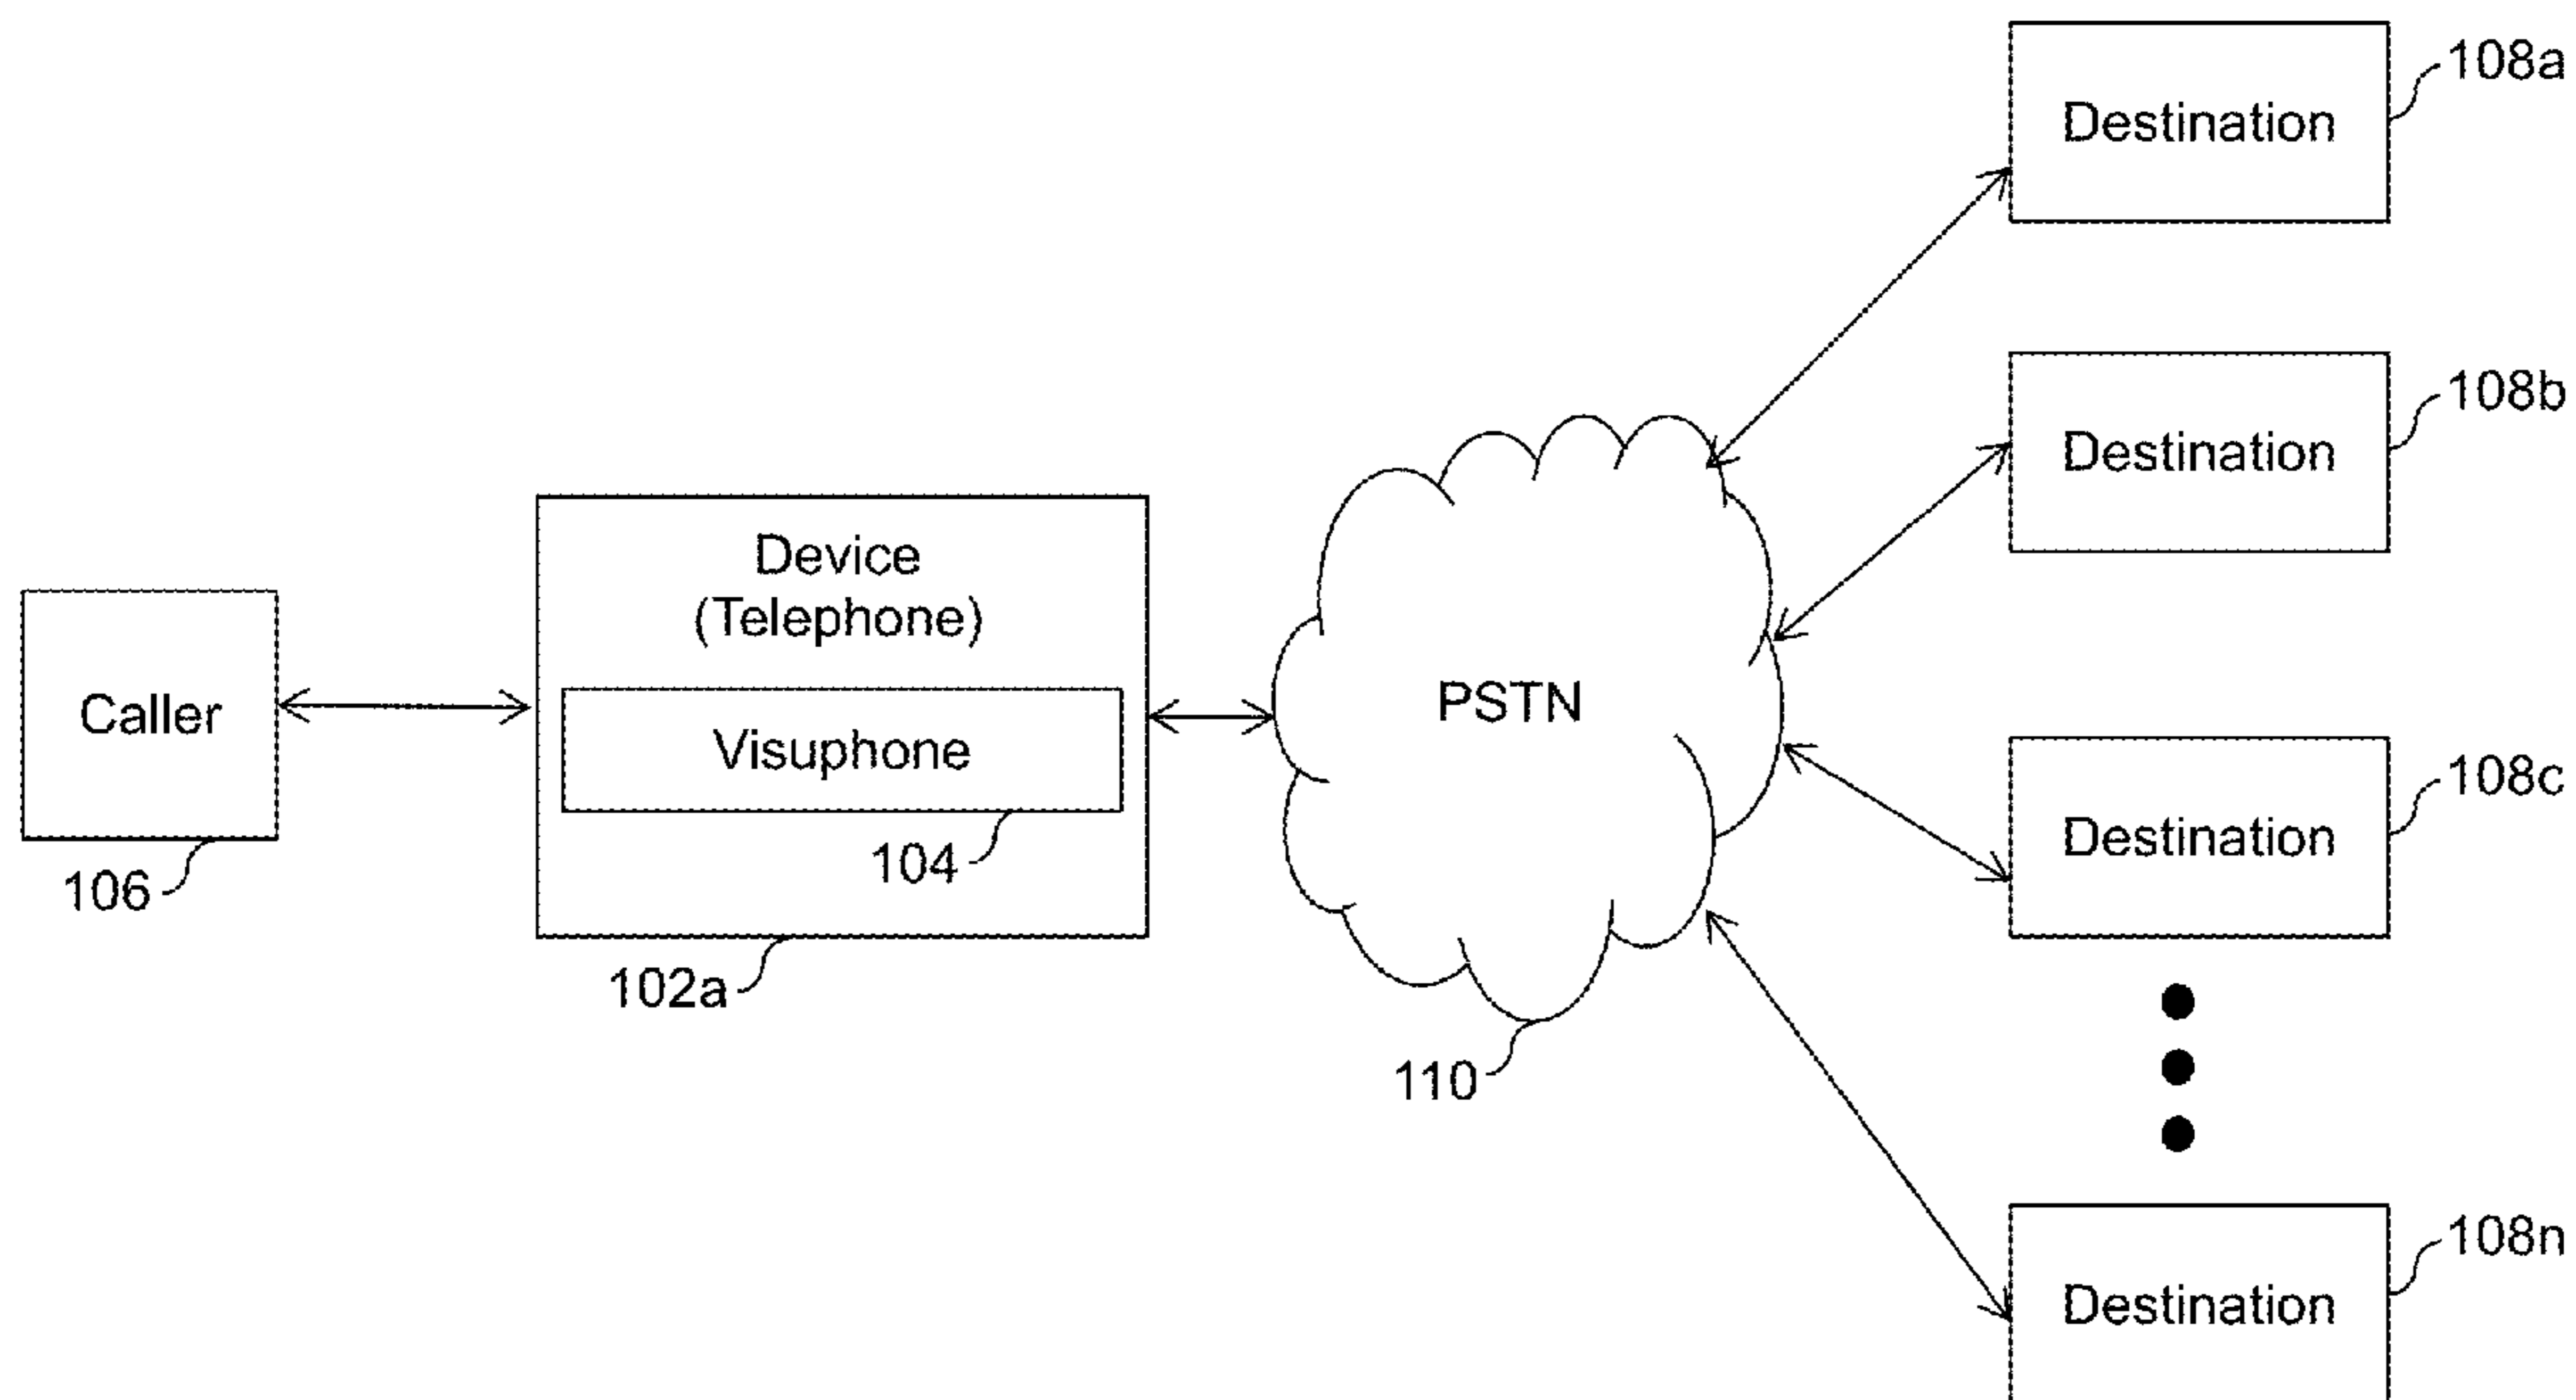 Destination
108a
Destination
108b
Device
(Telephone)
Caller
Visuphone
PSTN
Destination
108c
104
106
102a
110
Destination
108n